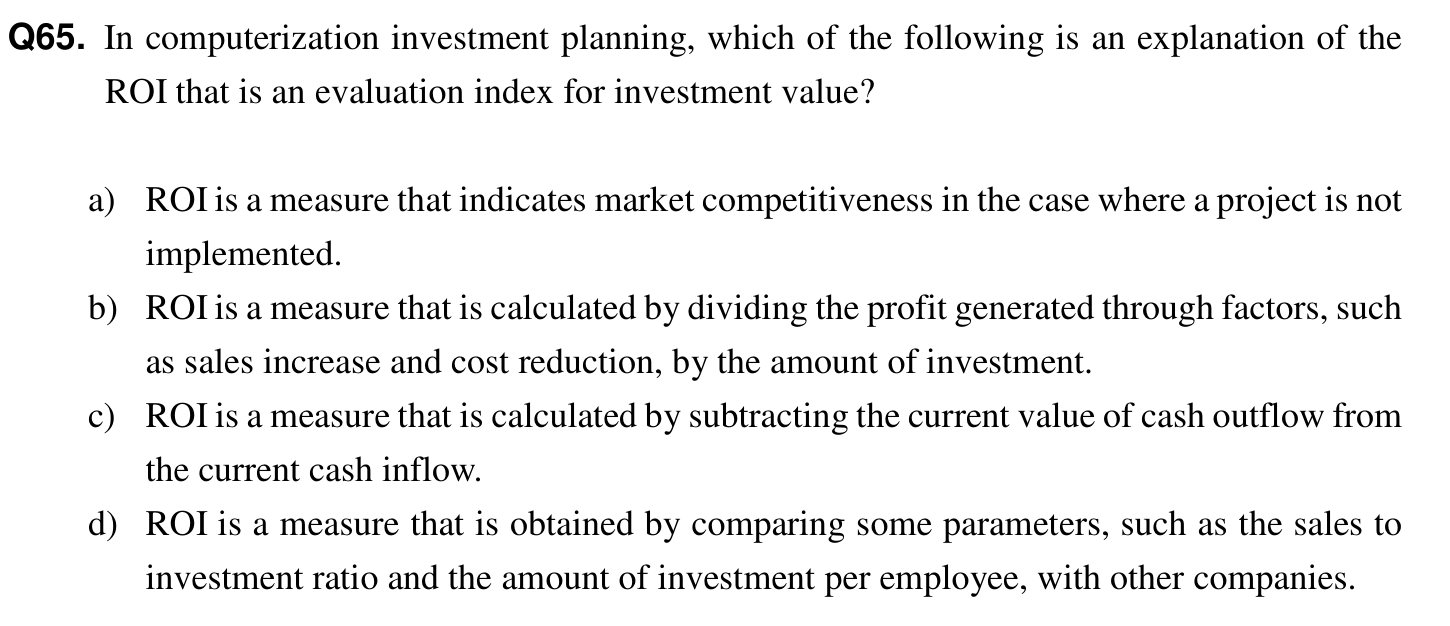 Q65. In computerization investment planning, which of the following is an explanation of the
ROI that is an evaluation index for investment value?
a) ROI is a measure that indicates market competitiveness in the case where a project is not
implemented.
b) ROI is a measure that is calculated by dividing the profit generated through factors, such
as sales increase and cost reduction, by the amount of investment.
c) ROI is a measure that is calculated by subtracting the current value of cash outflow from
the current cash inflow.
d) ROI is a measure that is obtained by comparing some parameters, such as the sales to
investment ratio and the amount of investment per employee, with other companies.